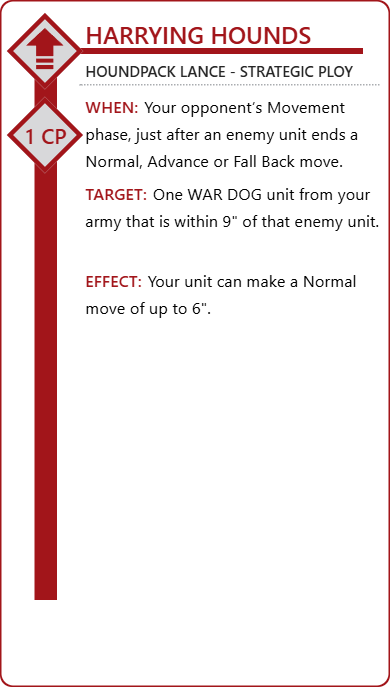 HARRYING HOUNDS
HOUNDPACK LANCE - STRATEGIC PLOY
1 CP
WHEN: Your opponent’s Movement
phase, just after an enemy unit ends a
Normal, Advance or Fall Back move.
TARGET: One WAR DOG unit from your
army that is within 9" of that enemy unit.
EFFECT: Your unit can make a Normal
move of up to 6".